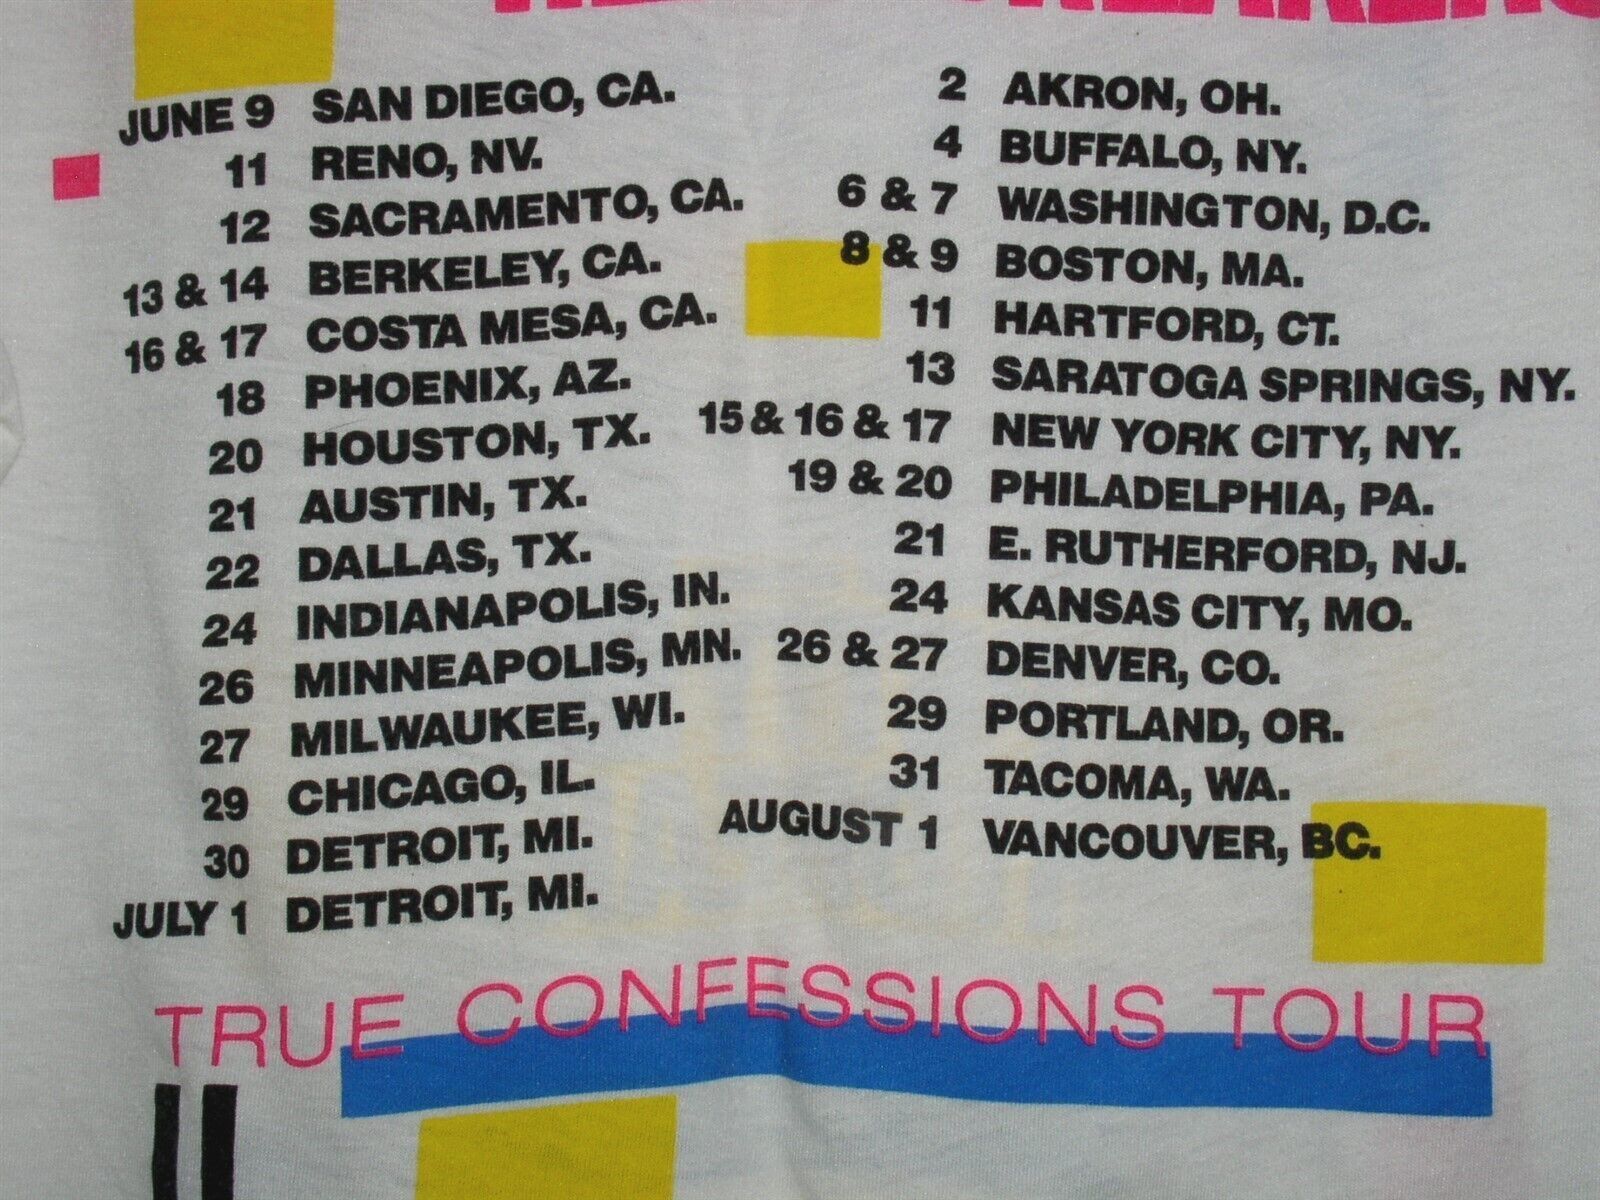 JUNE 9 SAN DIEGO, CA.
11 RENO, NV.
12 SACRAMENTO, CA.
13 & 14 BERKELEY, CA.
16 & 17 COSTA MESA, CA.
18 PHOENIX, AZ.
20 HOUSTON, TX.
21 AUSTIN, TX.
22 DALLAS, TX.
24 INDIANAPOLIS, IN.
26 MINNEAPOLIS, MN.
27 MILWAUKEE, WI.
29 CHICAGO, IL.
30 DETROIT, MI.
JULY 1 DETROIT, MI.
2 AKRON, OH.
4 BUFFALO, NY.
6 & 7 WASHINGTON, D.C.
8 & 9 BOSTON, MA.
11 HARTFORD, CT.
13 SARATOGA SPRINGS, NY.
15 & 16 & 17 NEW YORK CITY, NY.
19 & 20 PHILADELPHIA, PA.
21 E. RUTHERFORD, NJ.
24 KANSAS CITY, MO.
26 & 27 DENVER, CO.
29 PORTLAND, OR.
31 TACOMA, WA.
AUGUST 1 VANCOUVER, BC.
TRUE CONFESSIONS TOUR